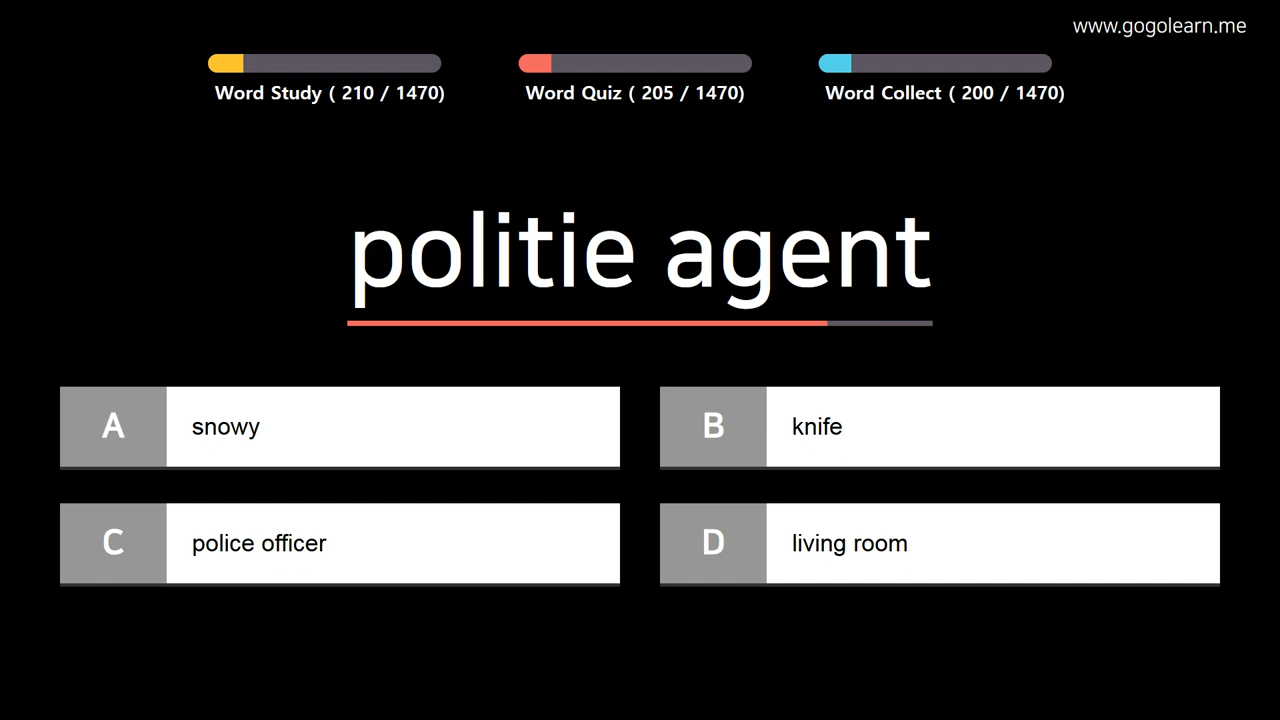 www.gogolearn.me
Word Study ( 210 / 1470)
Word Quiz ( 205 / 1470)
Word Collect ( 200 / 1470)
politie agent
A snowy
B knife
C police officer
D living room